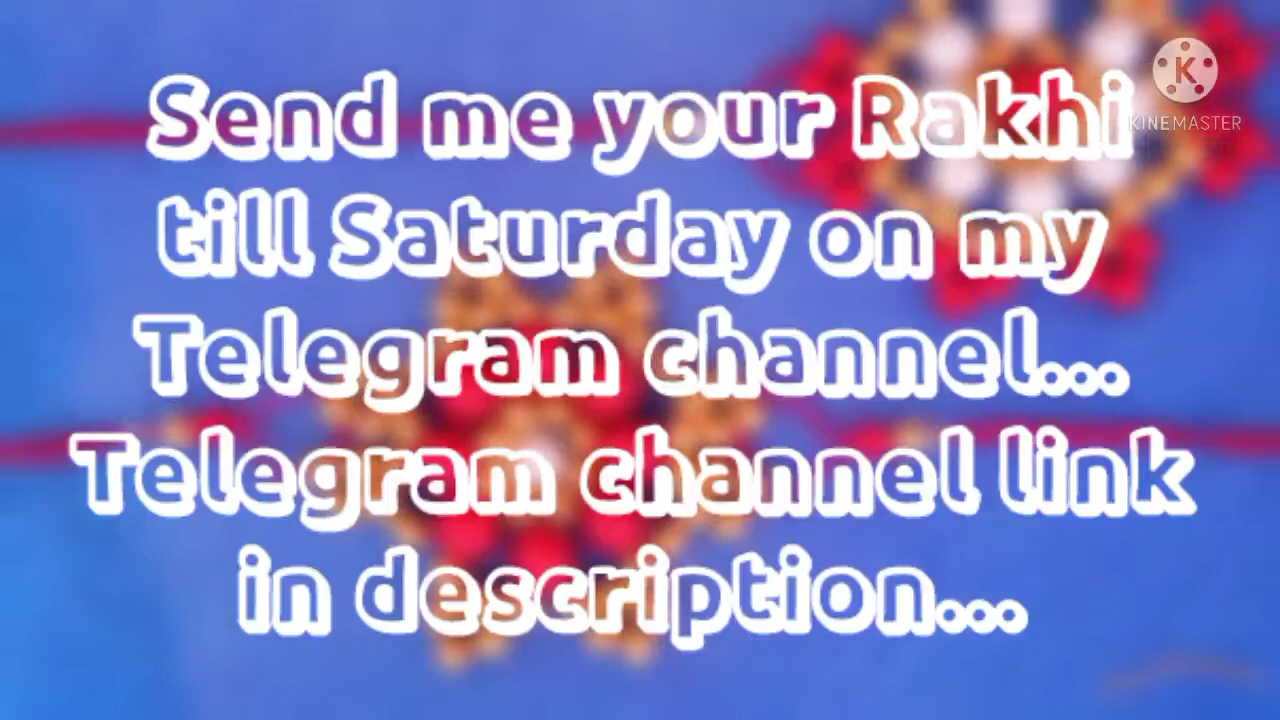 Send me your Rakhi
till Saturday on my
Telegram channel...
Telegram channel link
in description...
K
KINEMASTER